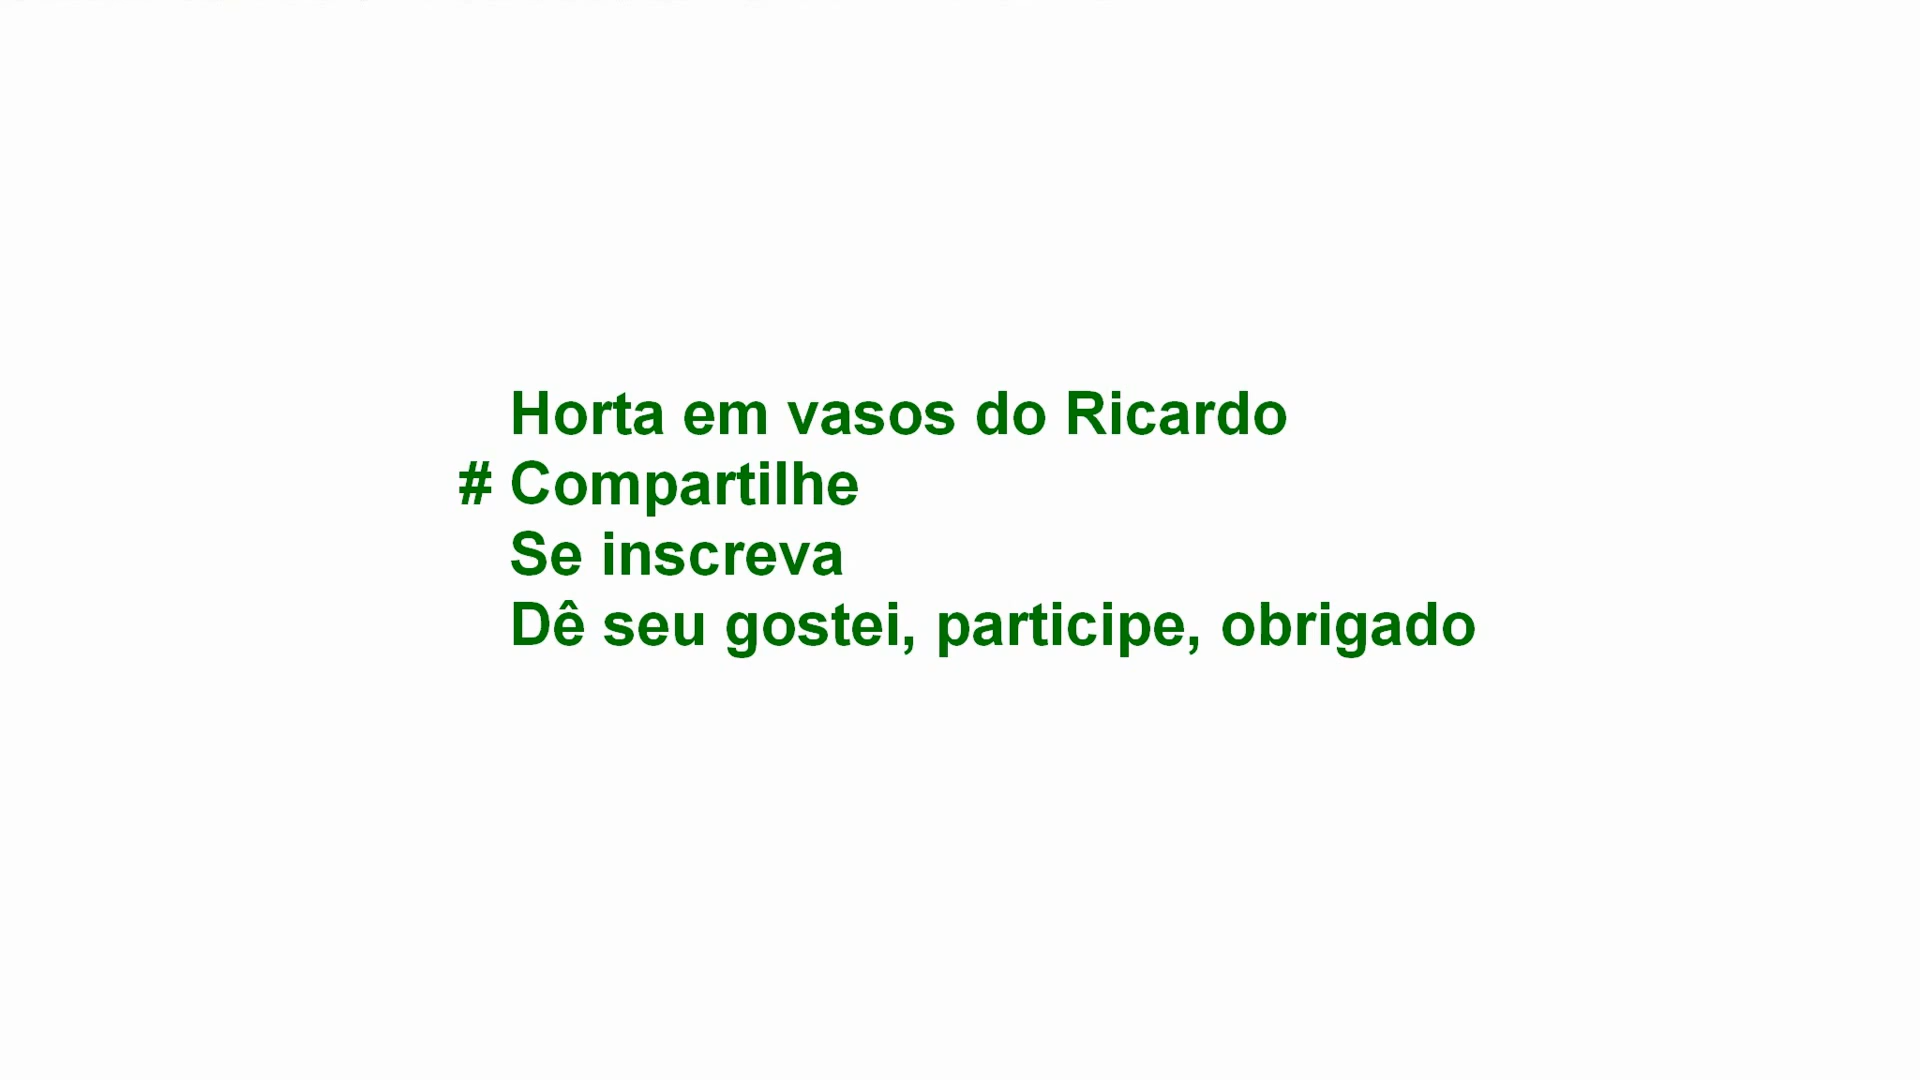 Horta em vasos do Ricardo
# Compartilhe
Se inscreva
Dê seu gostei, participe, obrigado